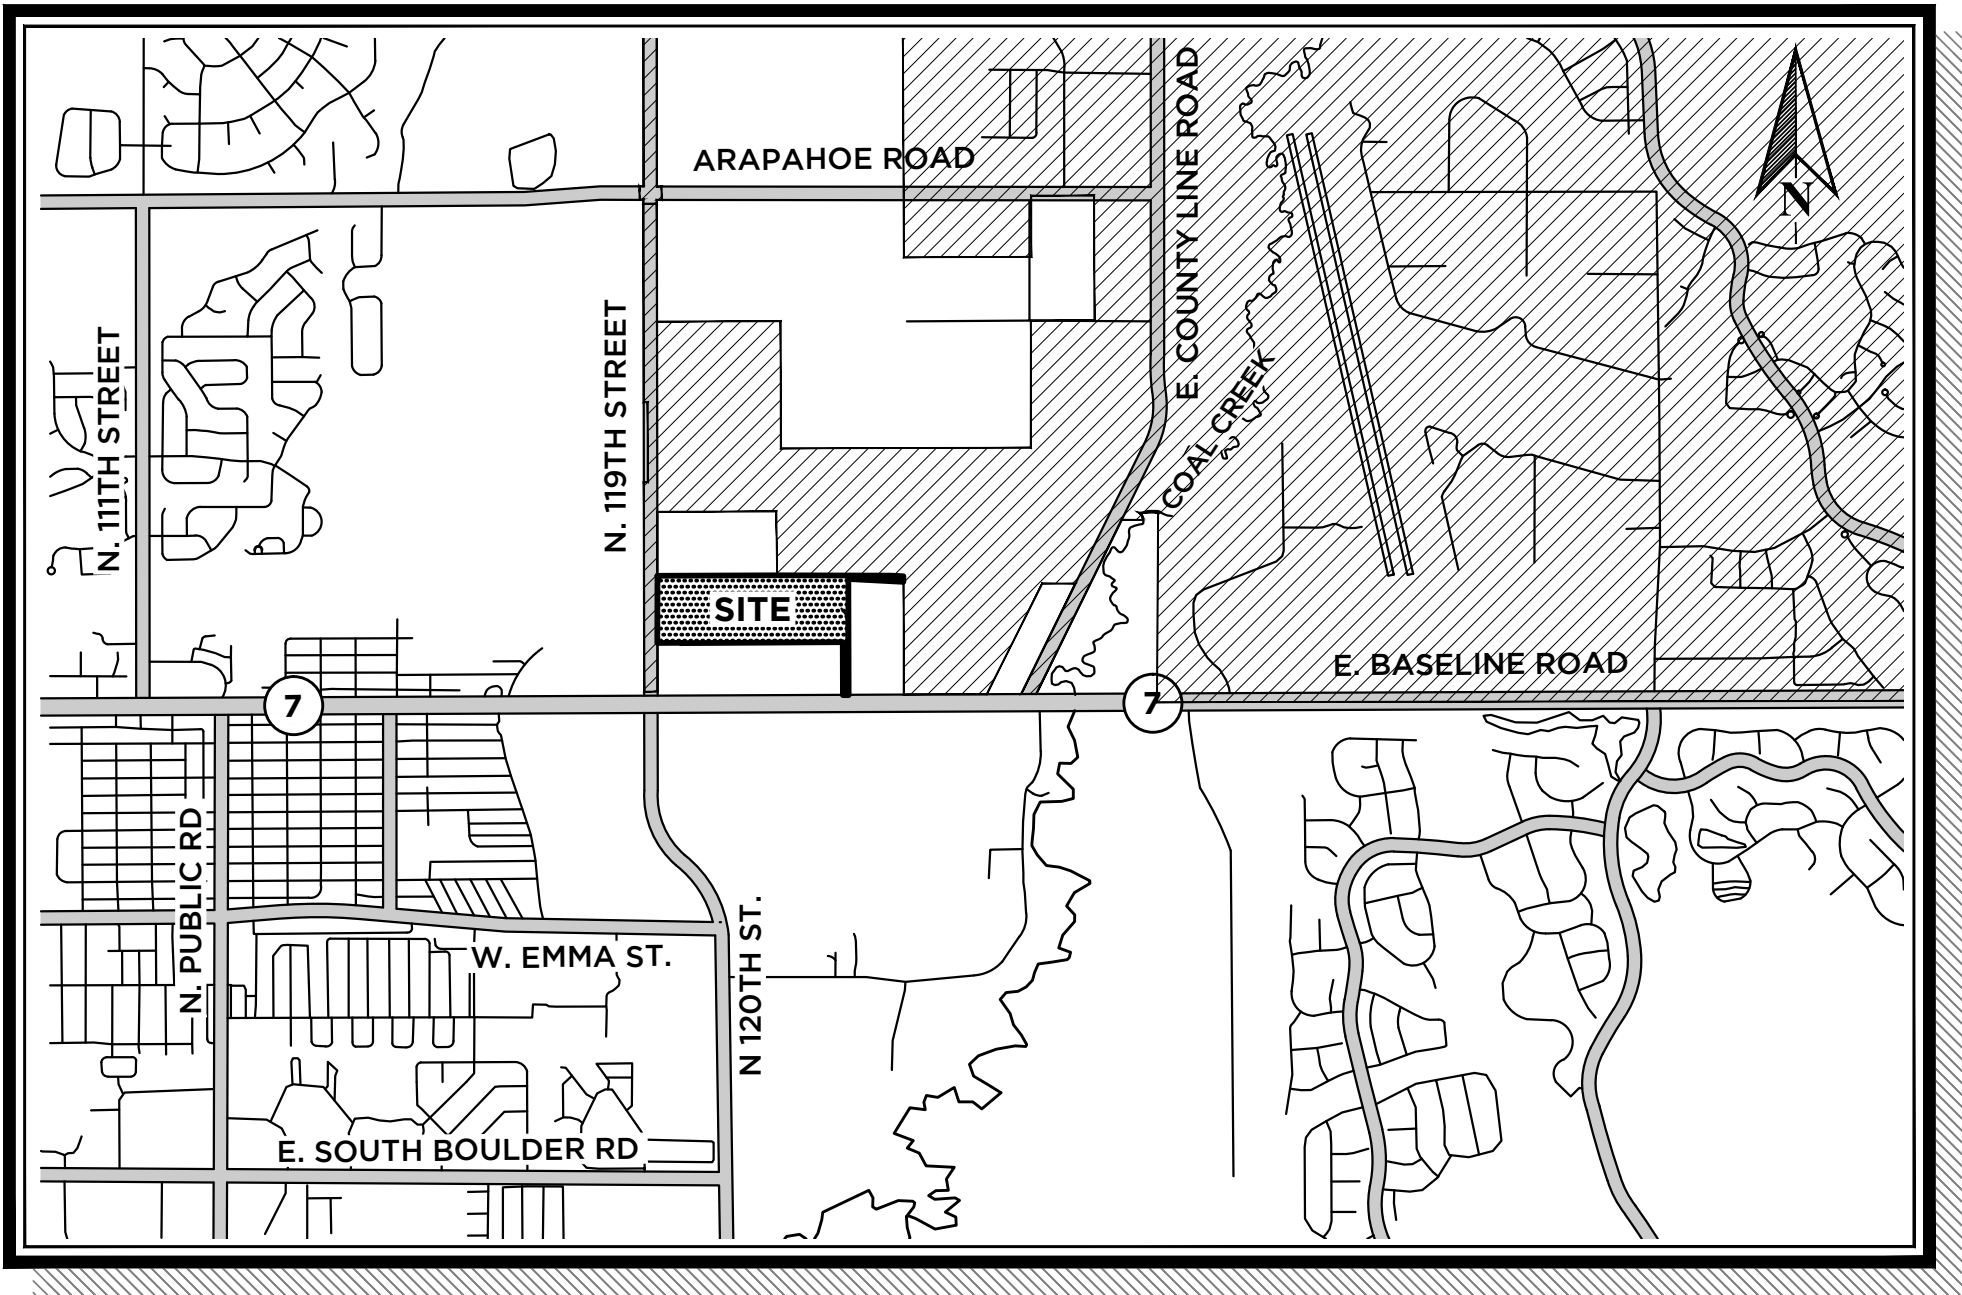 ARAPAHOE ROAD
E. COUNTY LINE ROAD
N
N. 111TH STREET
N. 119TH STREET
COAL CREEK
SITE
E. BASELINE ROAD
7
7
N. PUBLIC RD
W. EMMA ST.
N 120TH ST.
E. SOUTH BOULDER RD